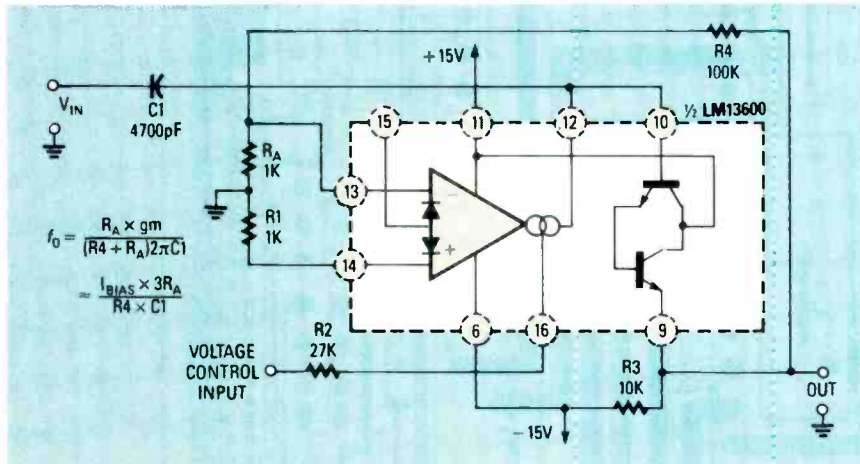 +15V
R4
100K
V_IN
C1
4700pF
½ LM13600
15
11
12
10
R_A
1K
13
−
R1
1K
f_O = R_A × gm / (R4 + R_A)2πC1
+
14
≈ I_BIAS × 3R_A / R4 × C1
6
16
9
R2
27K
VOLTAGE
CONTROL
INPUT
R3
10K
OUT
−15V